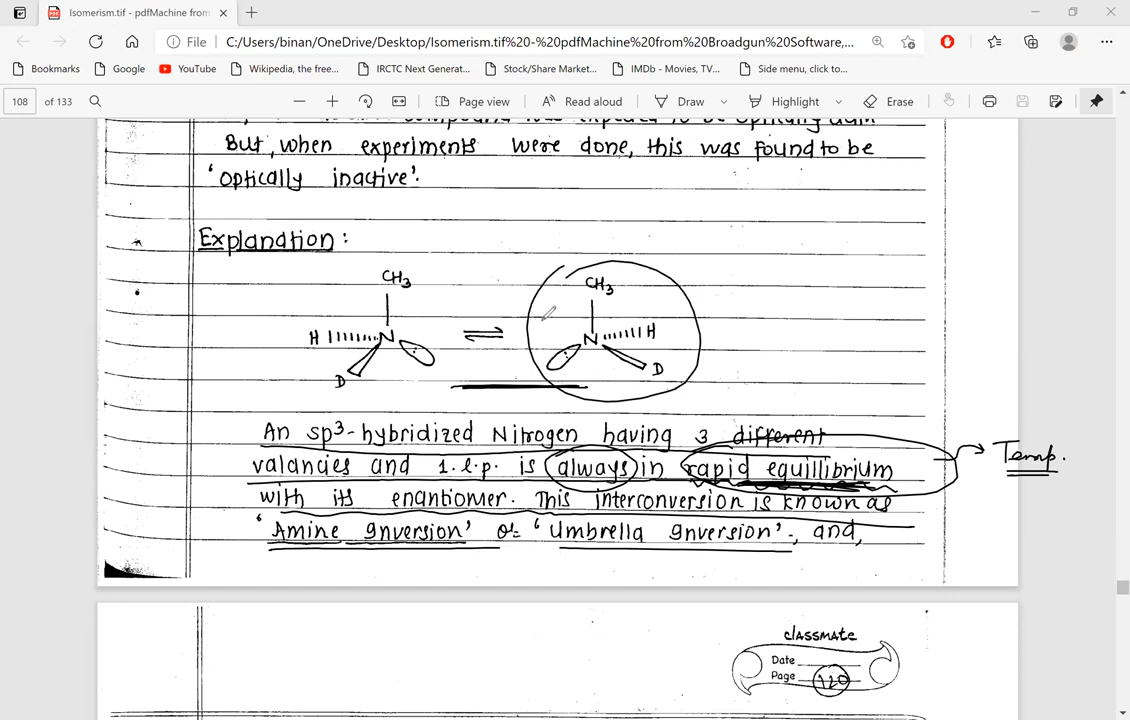 Isomerism.tif - pdfMachine from
File C:/Users/binan/OneDrive/Desktop/Isomerism.tif%20-%20pdfMachine%20from%20Broadgun%20Software,...
Bookmarks Google YouTube Wikipedia, the free... IRCTC Next Generat... Stock/Share Market... IMDb - Movies, TV... Side menu, click to...
108 of 133 Page view Read aloud Draw Highlight Erase
But, when experiments were done, this was found to be
'optically inactive'.
Explanation:
CH3 CH3
H N N H
D D
An sp3-hybridized Nitrogen having 3 different
valancies and 1.l.p. is always in rapid equillibrium Temp.
with its enantiomer. This interconversion is known as
'Amine gnversion' or 'Umbrella gnversion', and,
classmate
Date
Page 120